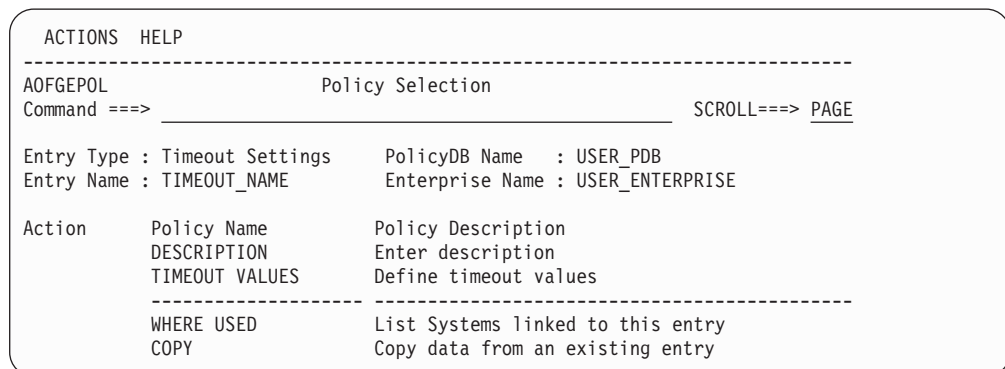 ACTIONS HELP
-------------------------------------------------------------------------------
AOFGEPOL Policy Selection
Command ===> SCROLL===> PAGE
Entry Type : Timeout Settings PolicyDB Name : USER_PDB
Entry Name : TIMEOUT_NAME Enterprise Name : USER_ENTERPRISE
Action Policy Name Policy Description
DESCRIPTION Enter description
TIMEOUT VALUES Define timeout values
-------------------- ---------------------------------------------
WHERE USED List Systems linked to this entry
COPY Copy data from an existing entry